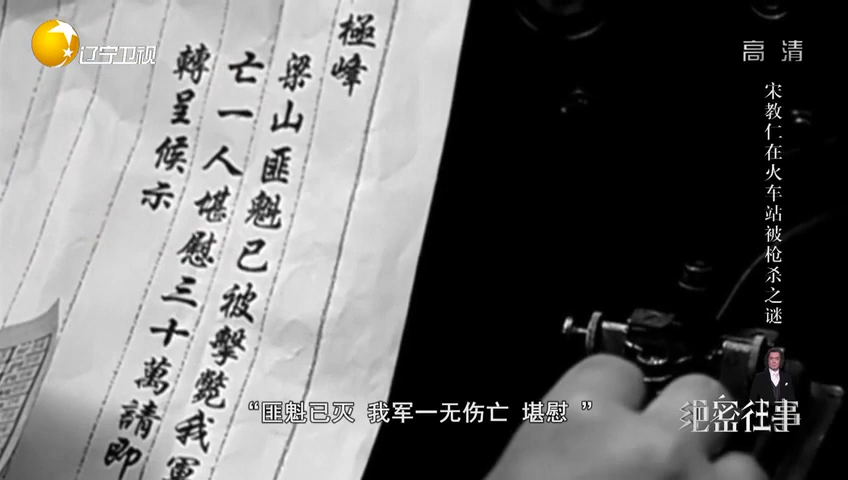 辽宁卫视
高清
宋教仁在火车站被枪杀之谜
極峰
梁山匪魁已被擊斃我軍
亡一人堪慰三十萬請即
轉呈候示
“匪魁已灭 我军一无伤亡 堪慰 ”
绝密往事